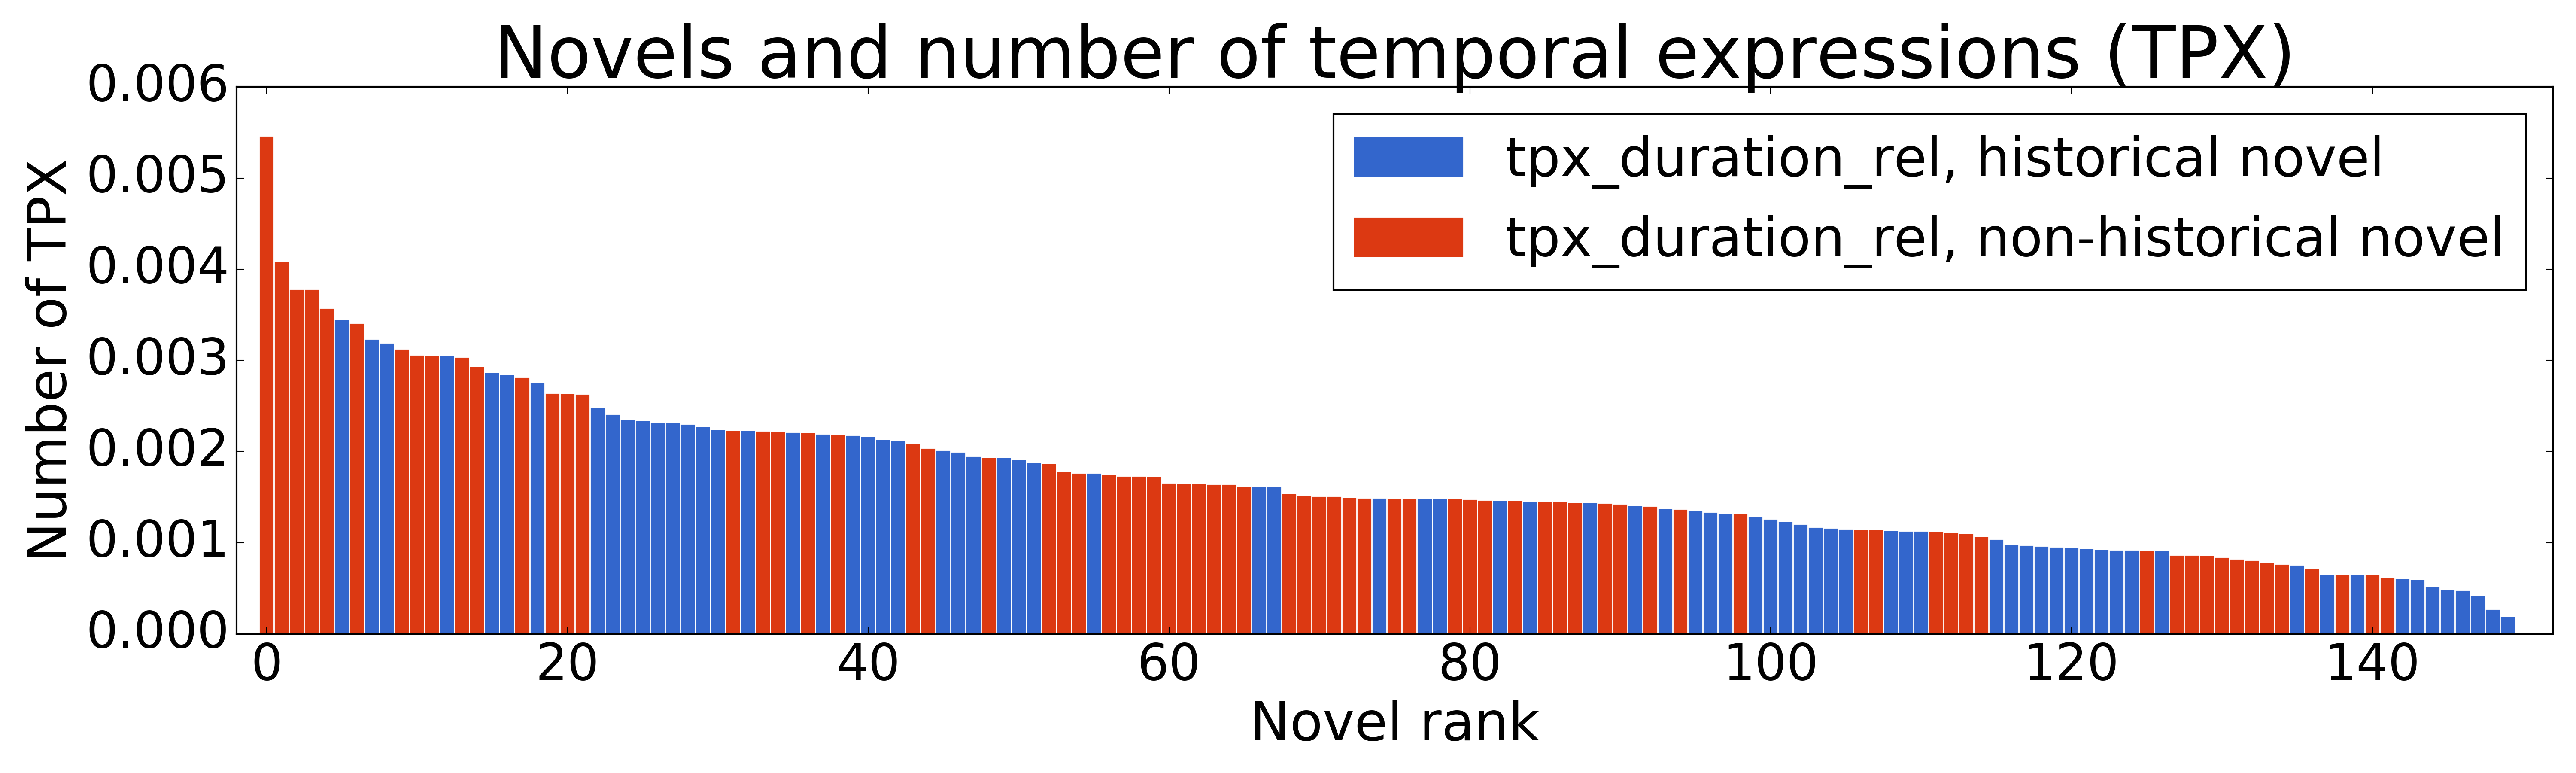 Novels and number of temporal expressions (TPX)
0.006
0.005
0.004
0.003
0.002
0.001
0.000
Number of TPX
tpx_duration_rel, historical novel
tpx_duration_rel, non-historical novel
0 20 40 60 80 100 120 140
Novel rank